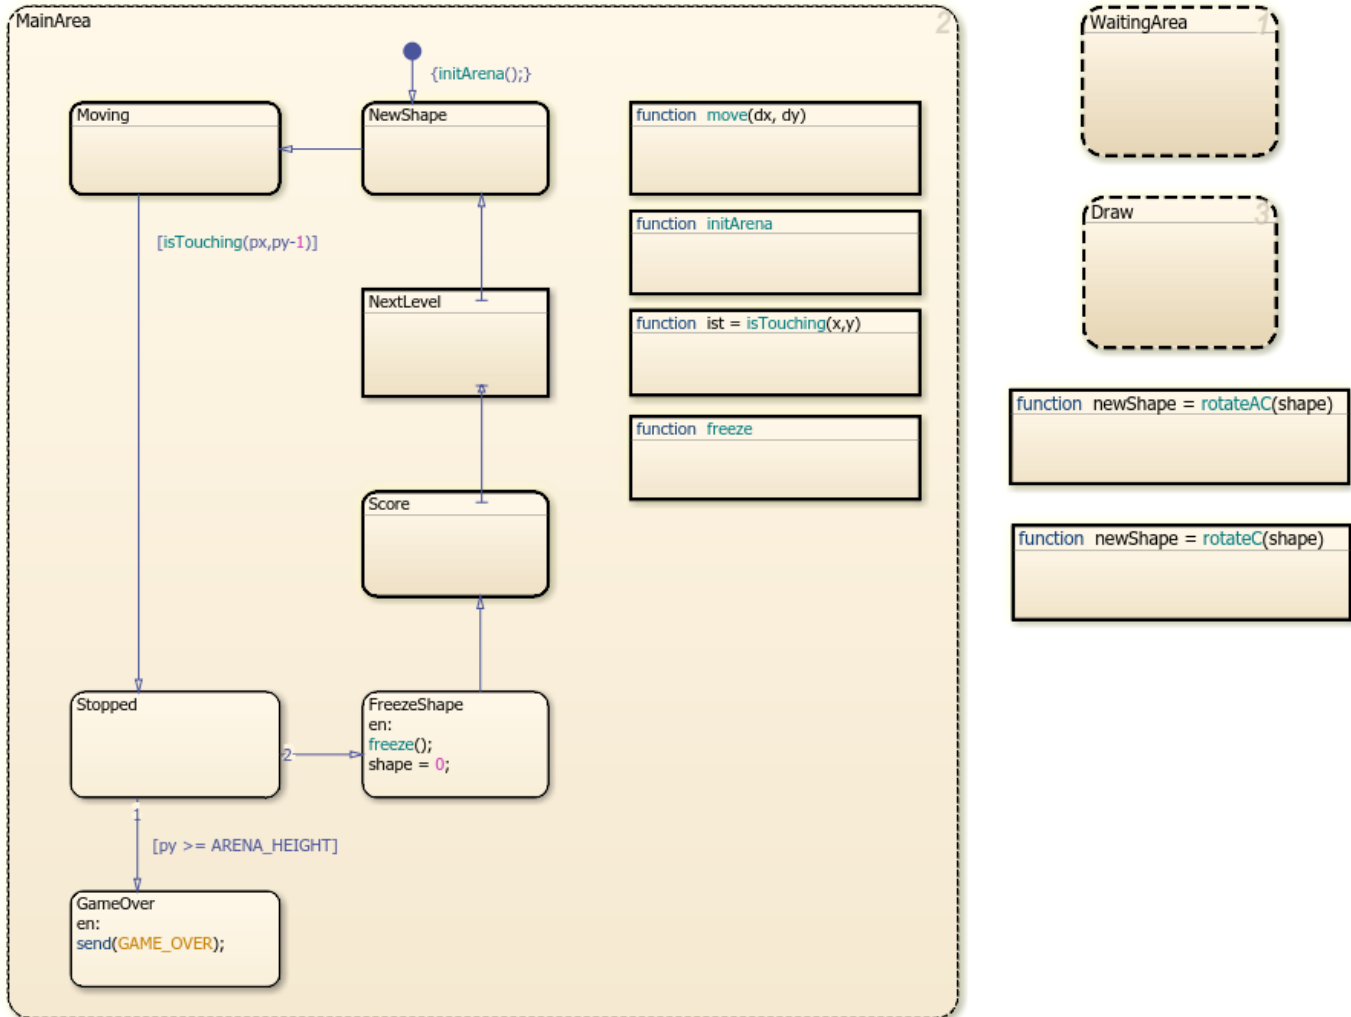 MainArea
2
{initArena();}
Moving
NewShape
[isTouching(px,py-1)]
NextLevel
Score
Stopped
2
FreezeShape
en:
freeze();
shape = 0;
1
[py >= ARENA_HEIGHT]
GameOver
en:
send(GAME_OVER);
function move(dx, dy)
function initArena
function ist = isTouching(x,y)
function freeze
WaitingArea
1
Draw
3
function newShape = rotateAC(shape)
function newShape = rotateC(shape)